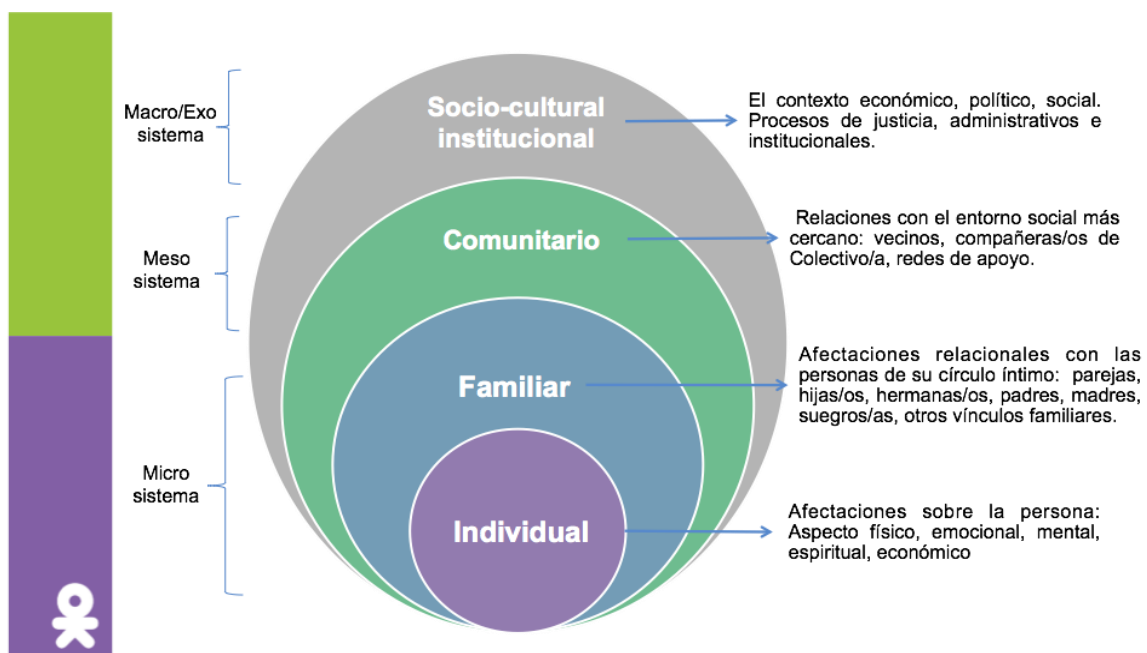 Macro/Exo
sistema
Socio-cultural
institucional
El contexto económico, político, social.
Procesos de justicia, administrativos e
institucionales.
Meso
sistema
Comunitario
Relaciones con el entorno social más
cercano: vecinos, compañeras/os de
Colectivo/a, redes de apoyo.
Micro
sistema
Familiar
Afectaciones relacionales con las
personas de su círculo íntimo: parejas,
hijas/os, hermanas/os, padres, madres,
suegros/as, otros vínculos familiares.
Individual
Afectaciones sobre la persona:
Aspecto físico, emocional, mental,
espiritual, económico